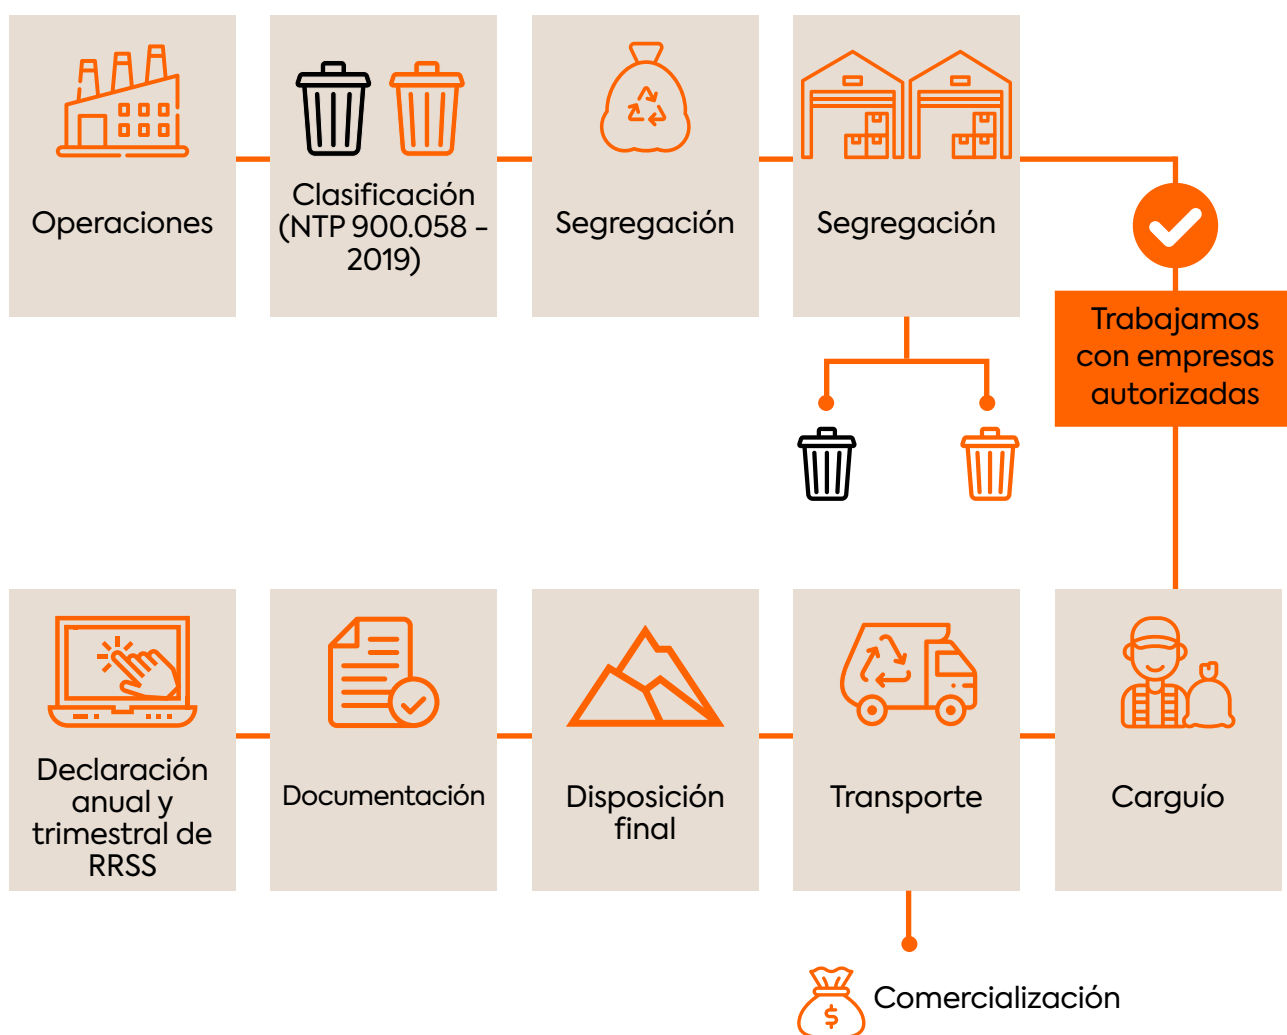 Operaciones
Clasificación
(NTP 900.058 -
2019)
Segregación
Segregación
Trabajamos
con empresas
autorizadas
Declaración
anual y
trimestral de
RRSS
Documentación
Disposición
final
Transporte
Carguío
$ Comercialización